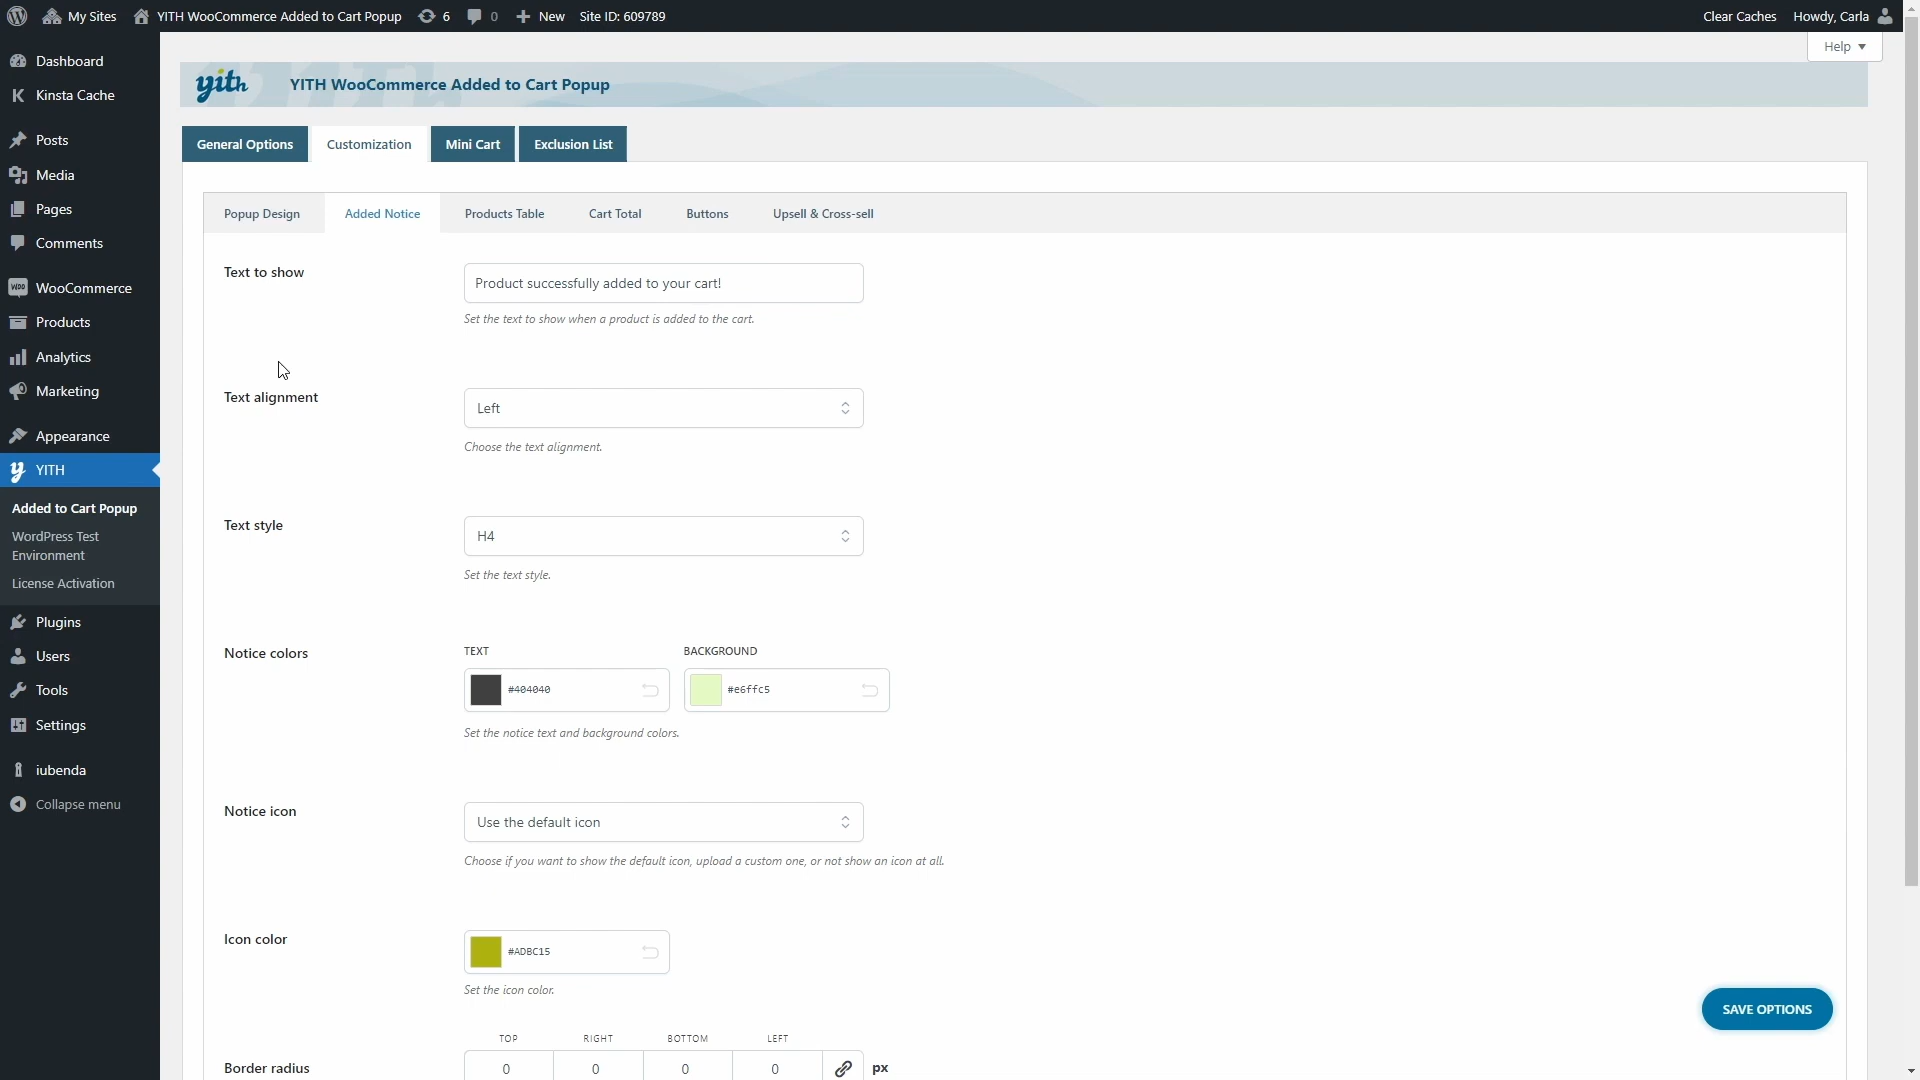 My Sites
YITH WooCommerce Added to Cart Popup
6
0
New
Site ID: 609789
Clear Caches
Howdy, Carla
Help
Dashboard
Kinsta Cache
Posts
Media
Pages
Comments
WooCommerce
Products
Analytics
Marketing
Appearance
YITH
Added to Cart Popup
WordPress Test
Environment
License Activation
Plugins
Users
Tools
Settings
iubenda
Collapse menu
yith
YITH WooCommerce Added to Cart Popup
General Options
Customization
Mini Cart
Exclusion List
Popup Design
Added Notice
Products Table
Cart Total
Buttons
Upsell & Cross-sell
Text to show
Product successfully added to your cart!
Set the text to show when a product is added to the cart.
Text alignment
Left
Choose the text alignment.
Text style
H4
Set the text style.
Notice colors
TEXT
BACKGROUND
#404040
#e6ffc5
Set the notice text and background colors.
Notice icon
Use the default icon
Choose if you want to show the default icon, upload a custom one, or not show an icon at all.
Icon color
#ADBC15
Set the icon color.
SAVE OPTIONS
TOP
RIGHT
BOTTOM
LEFT
Border radius
0
0
0
0
px